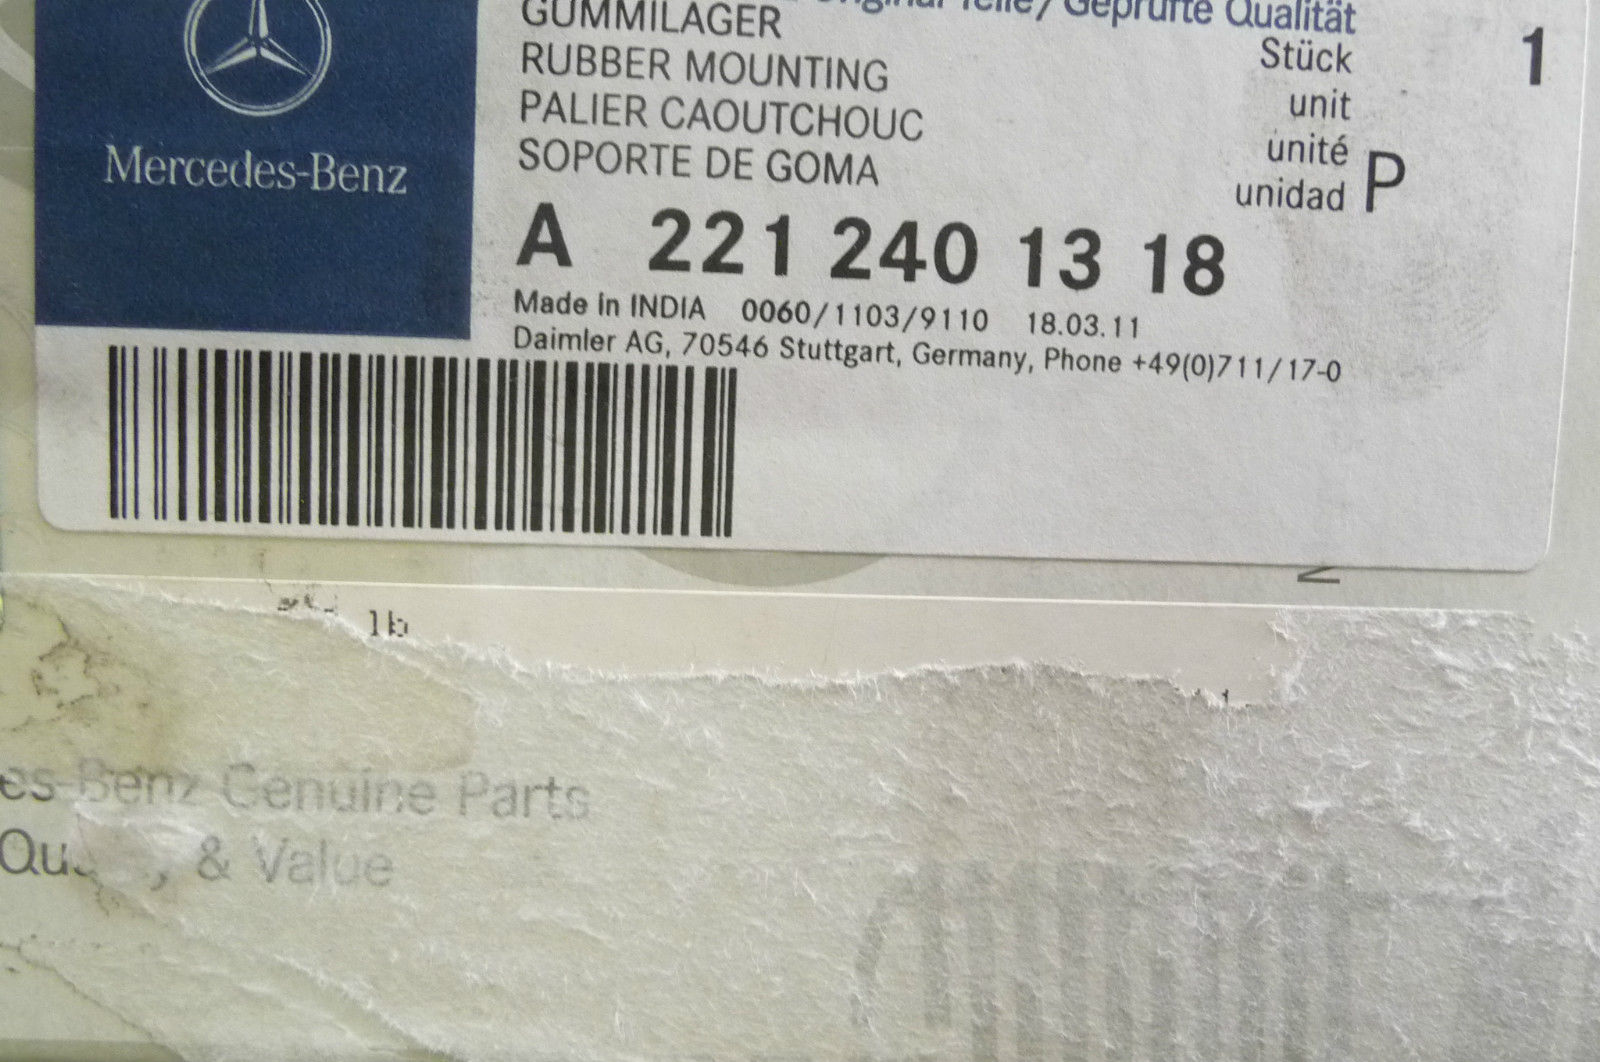 Original Teile/ Geprüfte Qualität
GUMMILAGER
RUBBER MOUNTING
PALIER CAOUTCHOUC
SOPORTE DE GOMA
Stück
unit
unité
unidad
P
1
Mercedes-Benz
A 221 240 13 18
Made in INDIA 0060/1103/9110 18.03.11
Daimler AG, 70546 Stuttgart, Germany, Phone +49(0)711/17-0
lb
es-Benz Genuine Parts
& Value